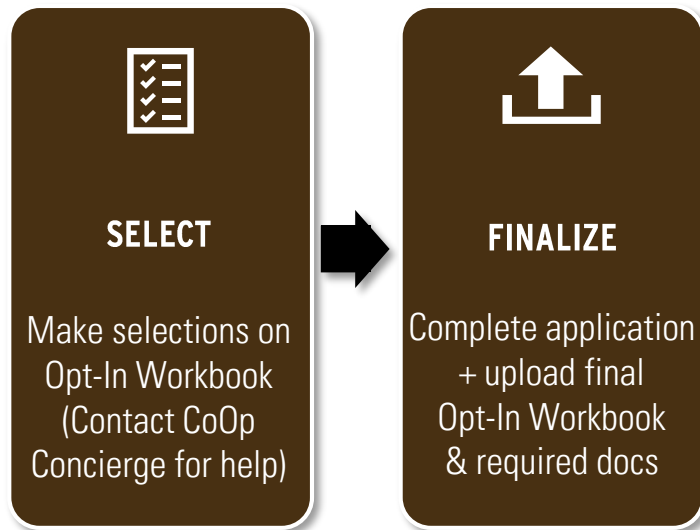 SELECT
Make selections on
Opt-In Workbook
(Contact CoOp
Concierge for help)
FINALIZE
Complete application
+ upload final
Opt-In Workbook
& required docs